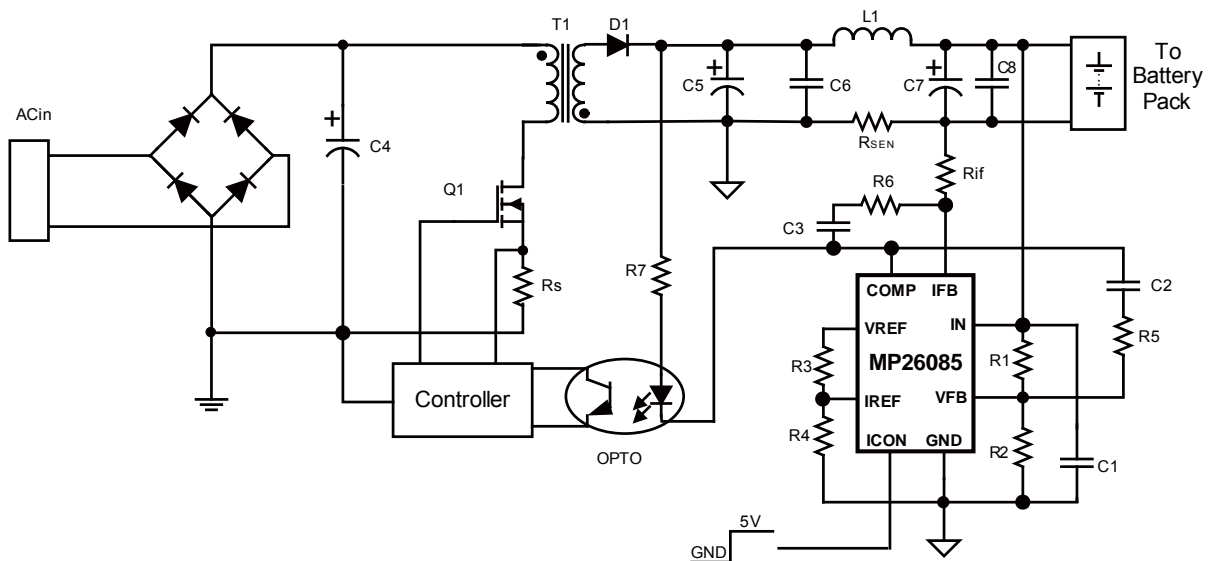 T1
D1
L1
To
Battery
Pack
ACin
C4
C5
C6
C7
C8
RSEN
Q1
Rif
R6
C3
Rs
R7
COMP
IFB
C2
VREF
IN
R5
R3
MP26085
R1
Controller
IREF
VFB
R4
ICON
GND
R2
C1
OPTO
5V
GND